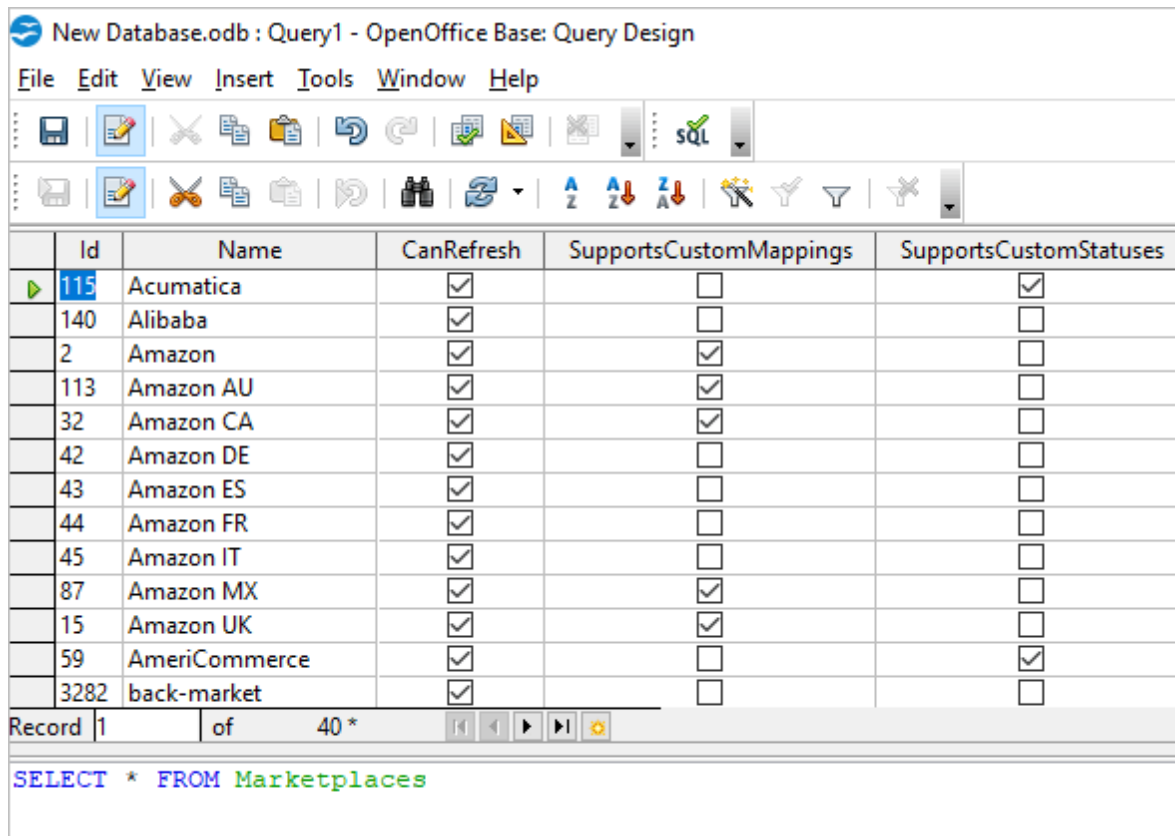 New Database.odb : Query1 - OpenOffice Base: Query Design
File Edit View Insert Tools Window Help
SQL
A Z A Z Z A
Id Name CanRefresh SupportsCustomMappings SupportsCustomStatuses
115 Acumatica
140 Alibaba
2 Amazon
113 Amazon AU
32 Amazon CA
42 Amazon DE
43 Amazon ES
44 Amazon FR
45 Amazon IT
87 Amazon MX
15 Amazon UK
59 AmeriCommerce
3282 back-market
Record 1 of 40 *
SELECT * FROM Marketplaces